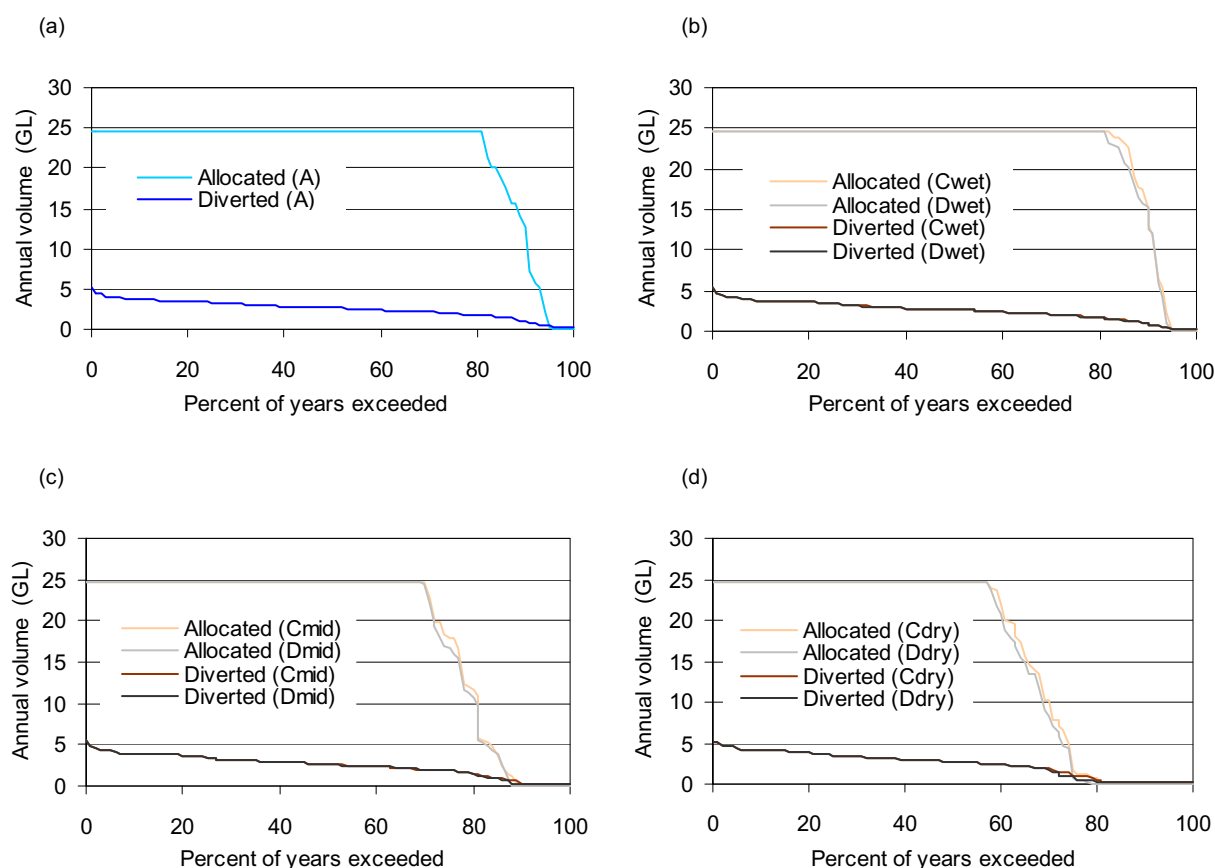 (a)
Annual volume (GL)
30
25
20
15
10
5
0
Allocated (A)
Diverted (A)
0 20 40 60 80 100
Percent of years exceeded
(b)
Annual volume (GL)
30
25
20
15
10
5
0
Allocated (Cwet)
Allocated (Dwet)
Diverted (Cwet)
Diverted (Dwet)
0 20 40 60 80 100
Percent of years exceeded
(c)
Annual volume (GL)
30
25
20
15
10
5
0
Allocated (Cmid)
Allocated (Dmid)
Diverted (Cmid)
Diverted (Dmid)
0 20 40 60 80 100
Percent of years exceeded
(d)
Annual volume (GL)
30
25
20
15
10
5
0
Allocated (Cdry)
Allocated (Ddry)
Diverted (Cdry)
Diverted (Ddry)
0 20 40 60 80 100
Percent of years exceeded